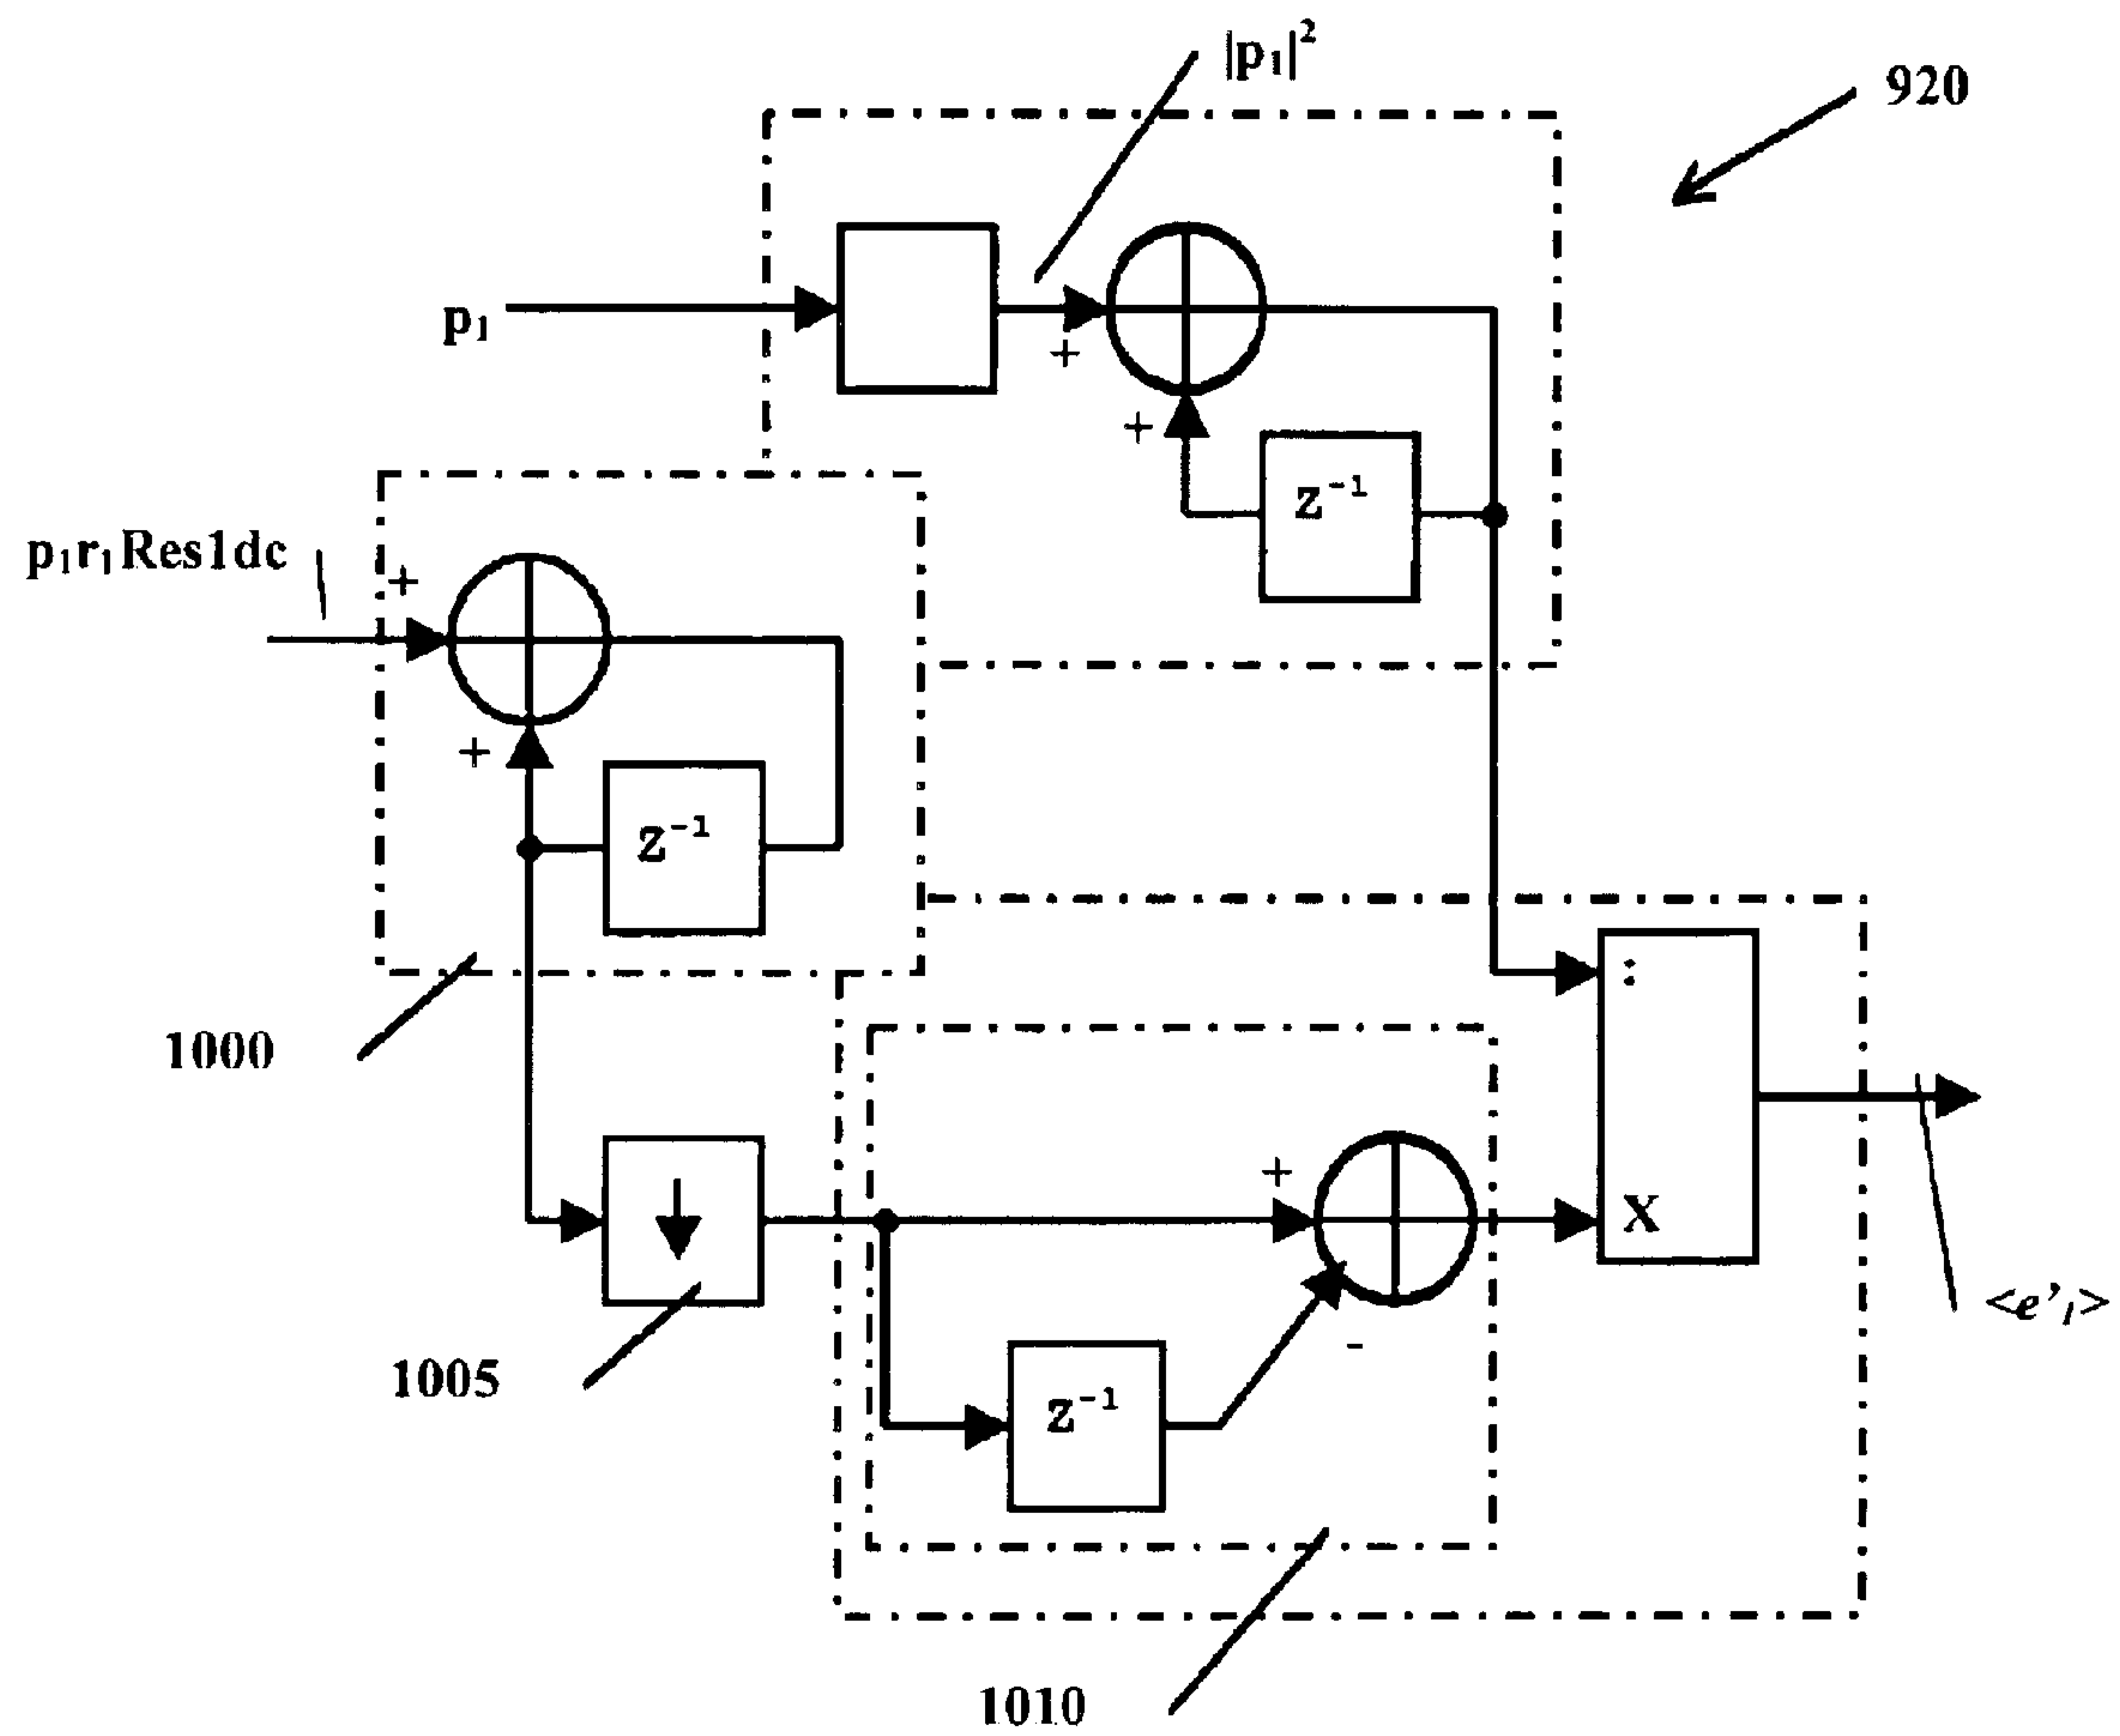 |p₁|²
920
p₁
+
+
Z⁻¹
p₁r₁Res1dc
+
+
Z⁻¹
1000
:
+
X
<e'₁>
-
1005
Z⁻¹
1010